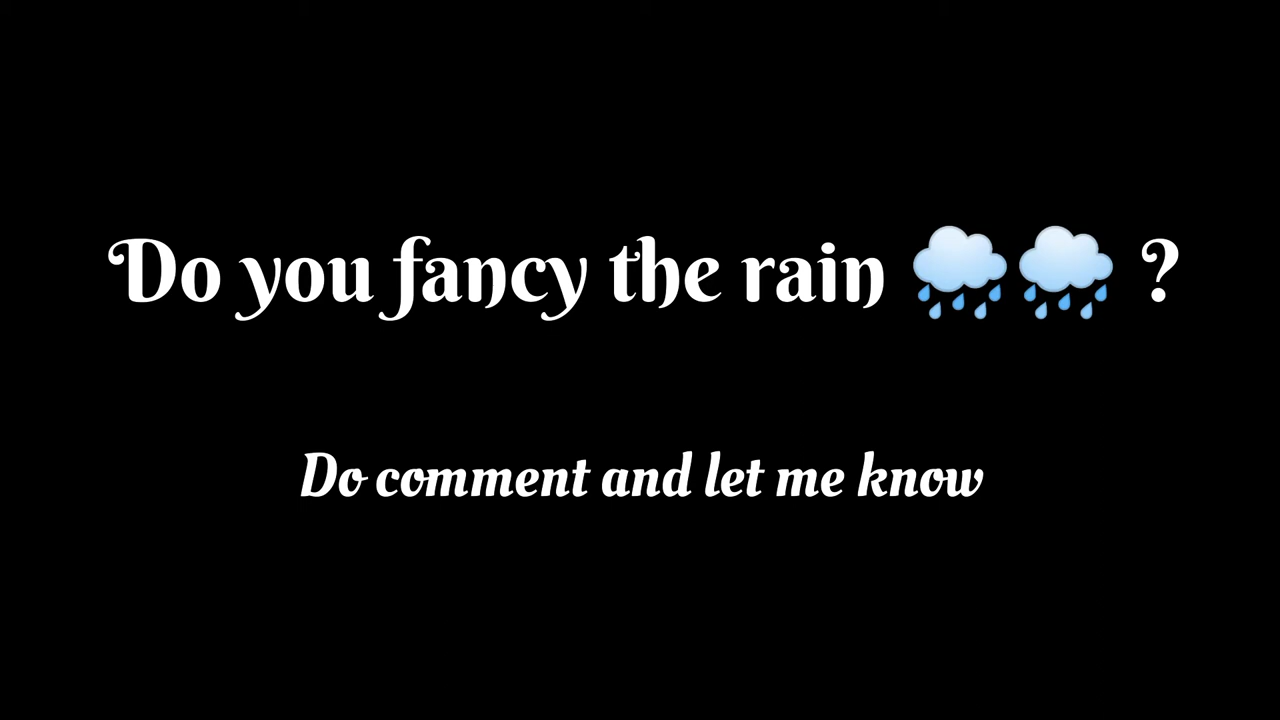 Do you fancy the rain 🌧️🌧️ ?
Do comment and let me know